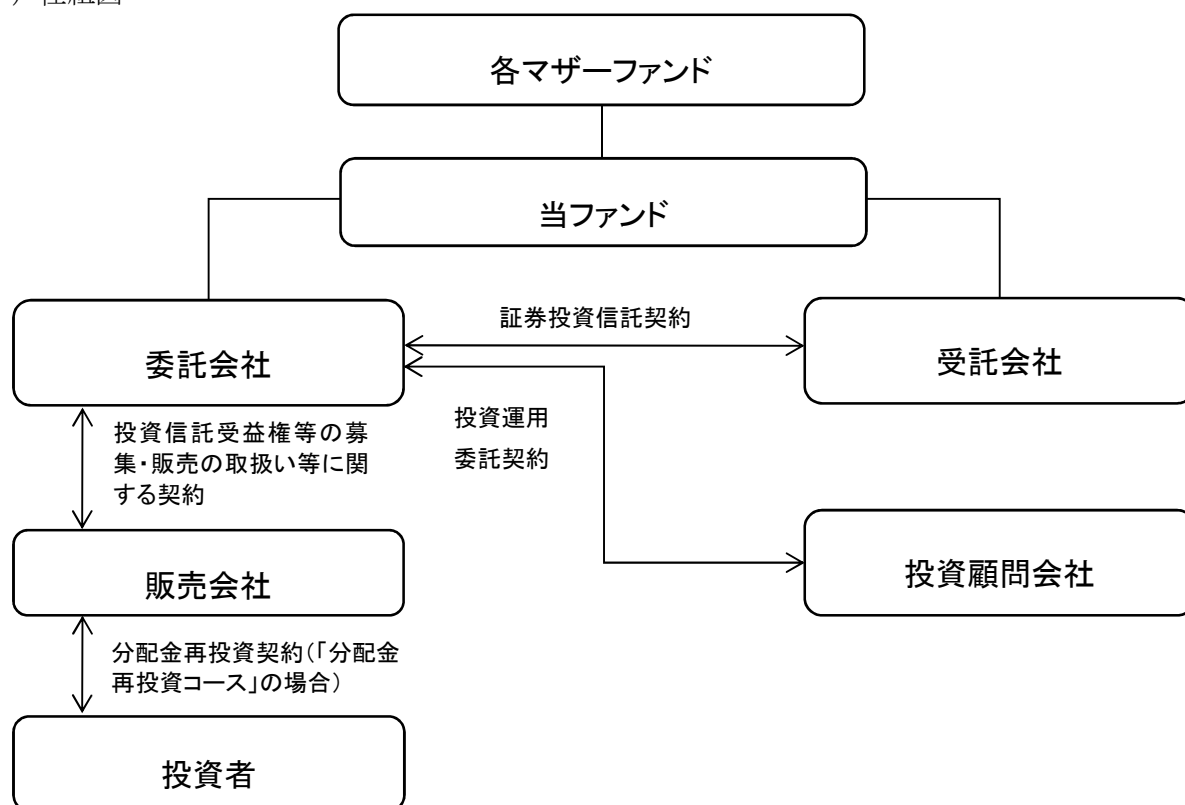 各マザーファンド
当ファンド
証券投資信託契約
委託会社
受託会社
投資運用
委託契約
投資信託受益権等の募
集・販売の取扱い等に関
する契約
販売会社
投資顧問会社
分配金再投資契約(「分配金
再投資コース」の場合)
投資者